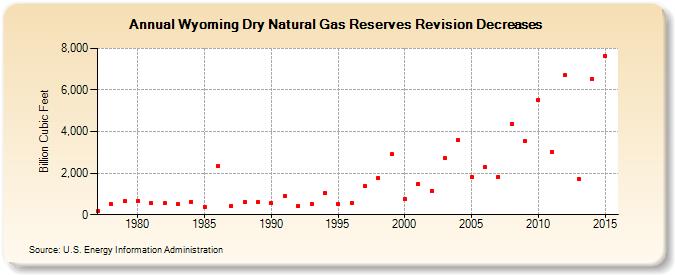 Annual Wyoming Dry Natural Gas Reserves Revision Decreases
Billion Cubic Feet
8,000
6,000
4,000
2,000
0
1980 1985 1990 1995 2000 2005 2010 2015
Source: U.S. Energy Information Administration